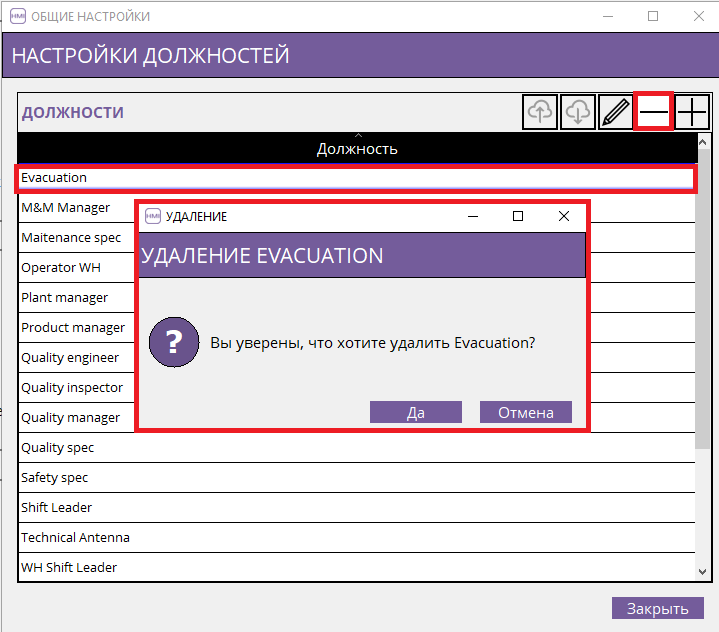 HMI ОБЩИЕ НАСТРОЙКИ
НАСТРОЙКИ ДОЛЖНОСТЕЙ
ДОЛЖНОСТИ
Должность
Evacuation
M&M Manager
Maitenance spec
Operator WH
Plant manager
Product manager
Quality engineer
Quality inspector
Quality manager
Quality spec
Safety spec
Shift Leader
Technical Antenna
WH Shift Leader
HMI УДАЛЕНИЕ
УДАЛЕНИЕ EVACUATION
? Вы уверены, что хотите удалить Evacuation?
Да Отмена
Закрыть